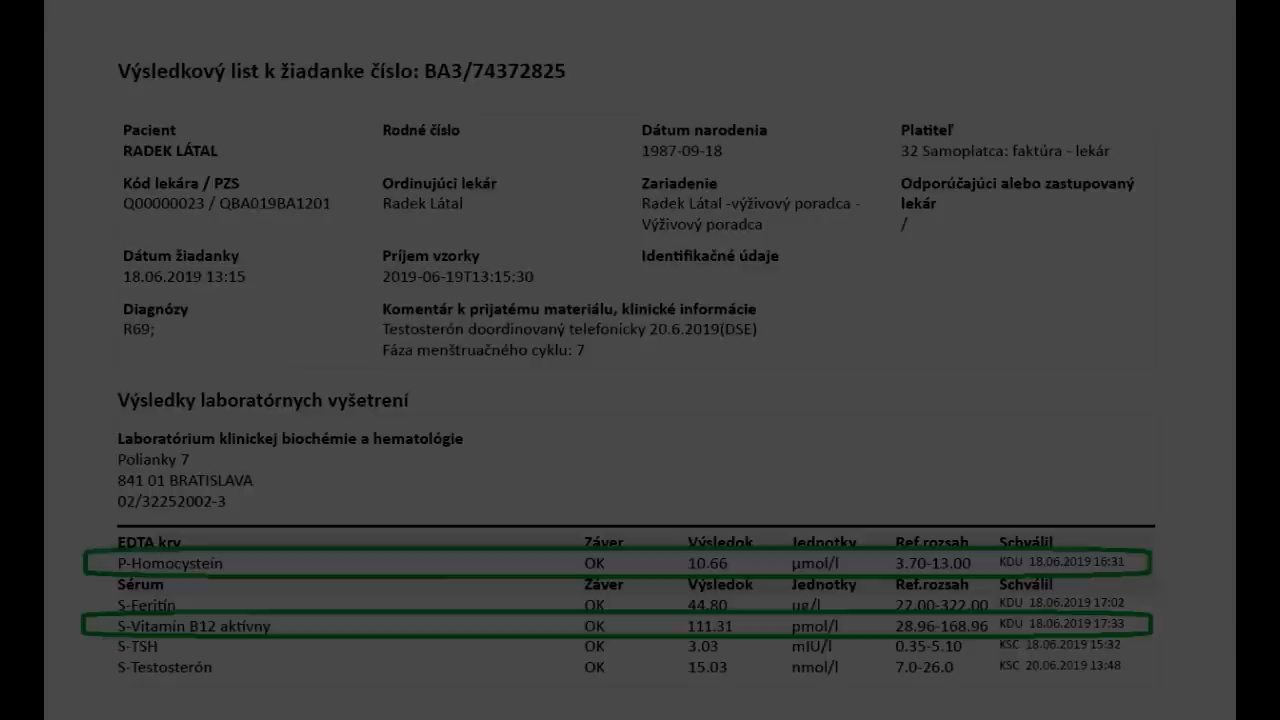 Výsledkový list k žiadanke číslo: BA3/74372825
Pacient Rodné číslo Dátum narodenia Platiteľ
RADEK LÁTAL 1987-09-18 32 Samoplatca: faktúra - lekár
Kód lekára / PZS Ordinujúci lekár Zariadenie Odporúčajúci alebo zastupovaný
Q00000023 / QBA019BA1201 Radek Látal Radek Látal -výživový poradca - lekár
Výživový poradca /
Dátum žiadanky Príjem vzorky Identifikačné údaje
18.06.2019 13:15 2019-06-19T13:15:30
Diagnózy Komentár k prijatému materiálu, klinické informácie
R69; Testosterón doordinovaný telefonicky 20.6.2019(DSE)
Fáza menštruačného cyklu: 7
Výsledky laboratórnych vyšetrení
Laboratórium klinickej biochémie a hematológie
Polianky 7
841 01 BRATISLAVA
02/32252002-3
EDTA krv Záver Výsledok Jednotky Ref.rozsah Schválil
P-Homocysteín OK 10.66 µmol/l 3.70-13.00 KDU 18.06.2019 16:31
Sérum Záver Výsledok Jednotky Ref.rozsah Schválil
S-Feritín OK 44.80 ug/l 22.00-322.00 KDU 18.06.2019 17:02
S-Vitamín B12 aktívny OK 111.31 pmol/l 28.96-168.96 KDU 18.06.2019 17:33
S-TSH OK 3.03 mIU/l 0.35-5.10 KSC 18.06.2019 15:32
S-Testosterón OK 15.03 nmol/l 7.0-26.0 KSC 20.06.2019 13:48